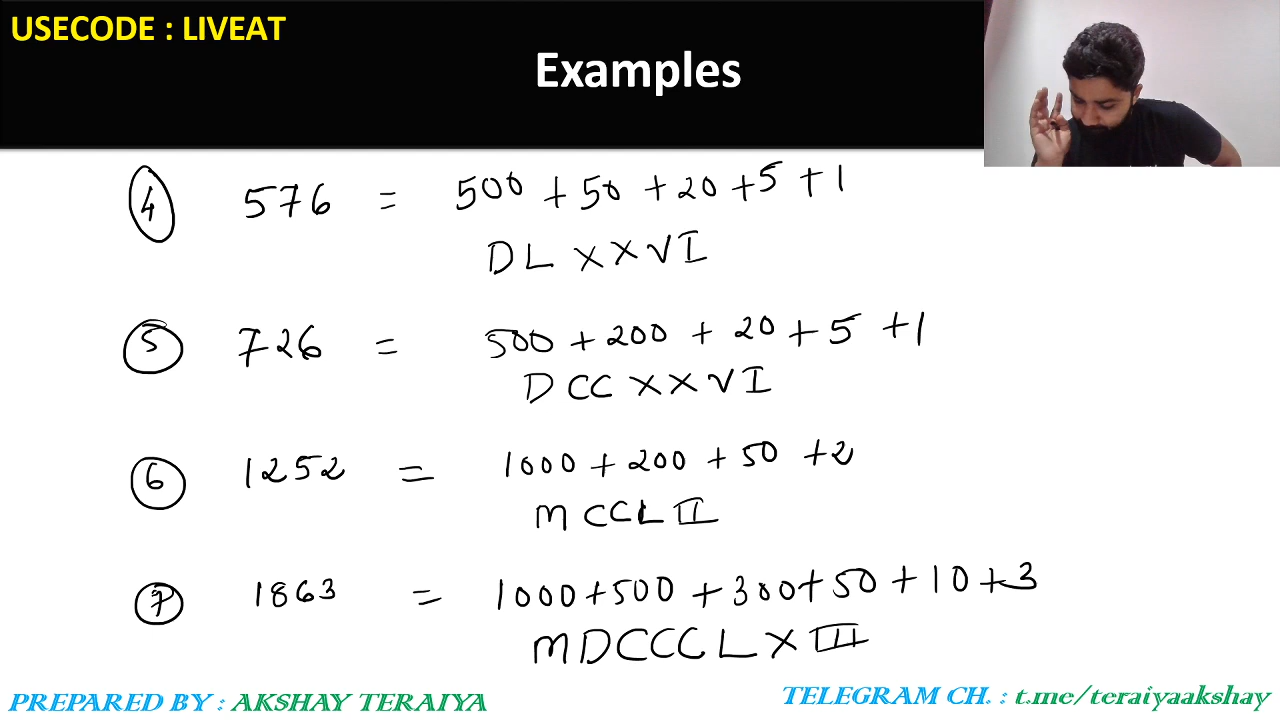 USECODE : LIVEAT
Examples
4 576 = 500 + 50 + 20 + 5 + 1
DLXXVI
5 726 = 500 + 200 + 20 + 5 + 1
DCCXXVI
6 1252 = 1000 + 200 + 50 + 2
MCCLII
7 1863 = 1000 + 500 + 300 + 50 + 10 + 3
MDCCCLXIII
PREPARED BY : AKSHAY TERAIYA
TELEGRAM CH. : t.me/teraiyaakshay